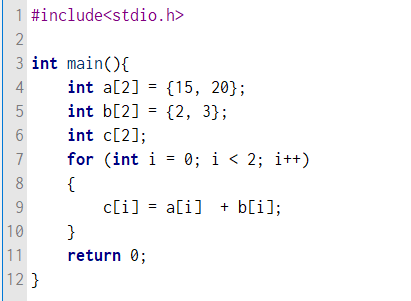 1 #include<stdio.h>
2
3 int main(){
4     int a[2] = {15, 20};
5     int b[2] = {2, 3};
6     int c[2];
7     for (int i = 0; i < 2; i++)
8     {
9         c[i] = a[i]  + b[i];
10     }
11     return 0;
12 }